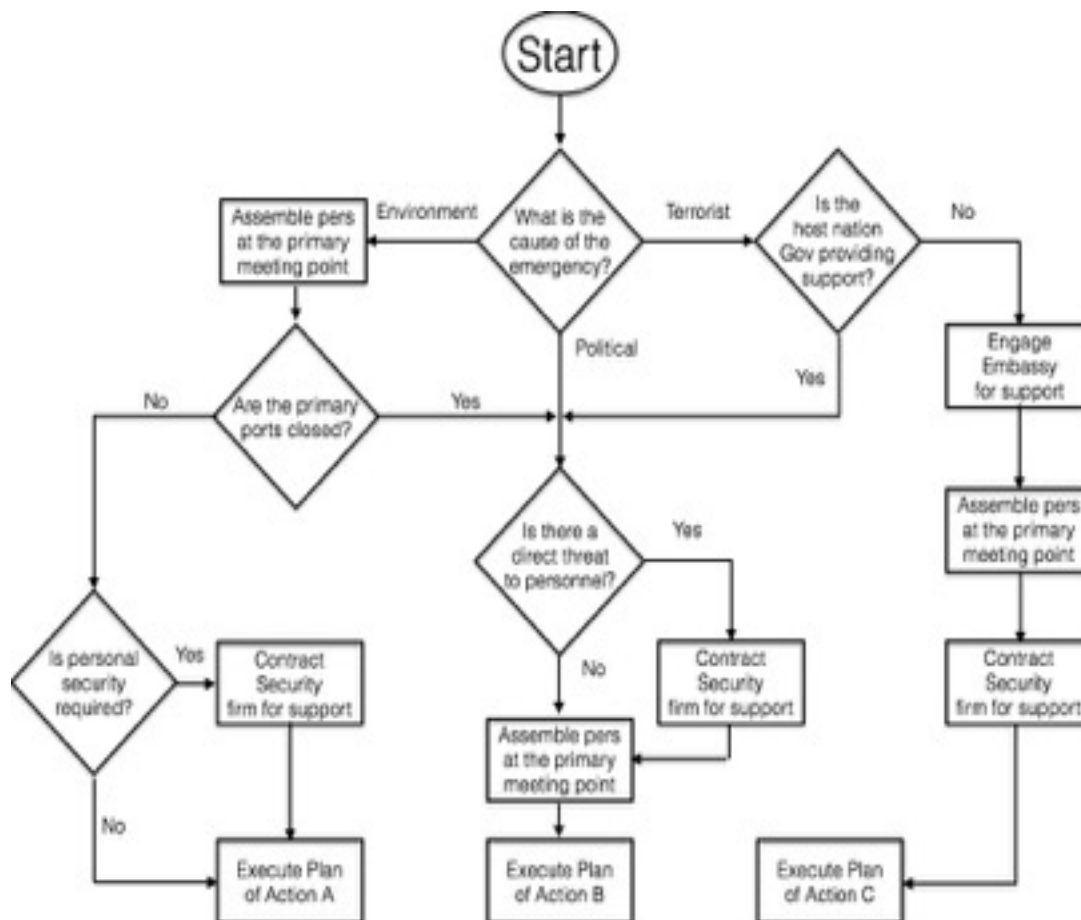 Start
What is the
cause of the
emergency?
Environment
Terrorist
Political
Assemble pers
at the primary
meeting point
Is the
host nation
Gov providing
support?
No
Yes
Engage
Embassy
for support
Are the primary
ports closed?
No
Yes
Is there a
direct threat
to personnel?
Yes
No
Assemble pers
at the primary
meeting point
Is personal
security
required?
Yes
No
Contract
Security
firm for support
Contract
Security
firm for support
Contract
Security
firm for support
Assemble pers
at the primary
meeting point
Execute Plan
of Action A
Execute Plan
of Action B
Execute Plan
of Action C